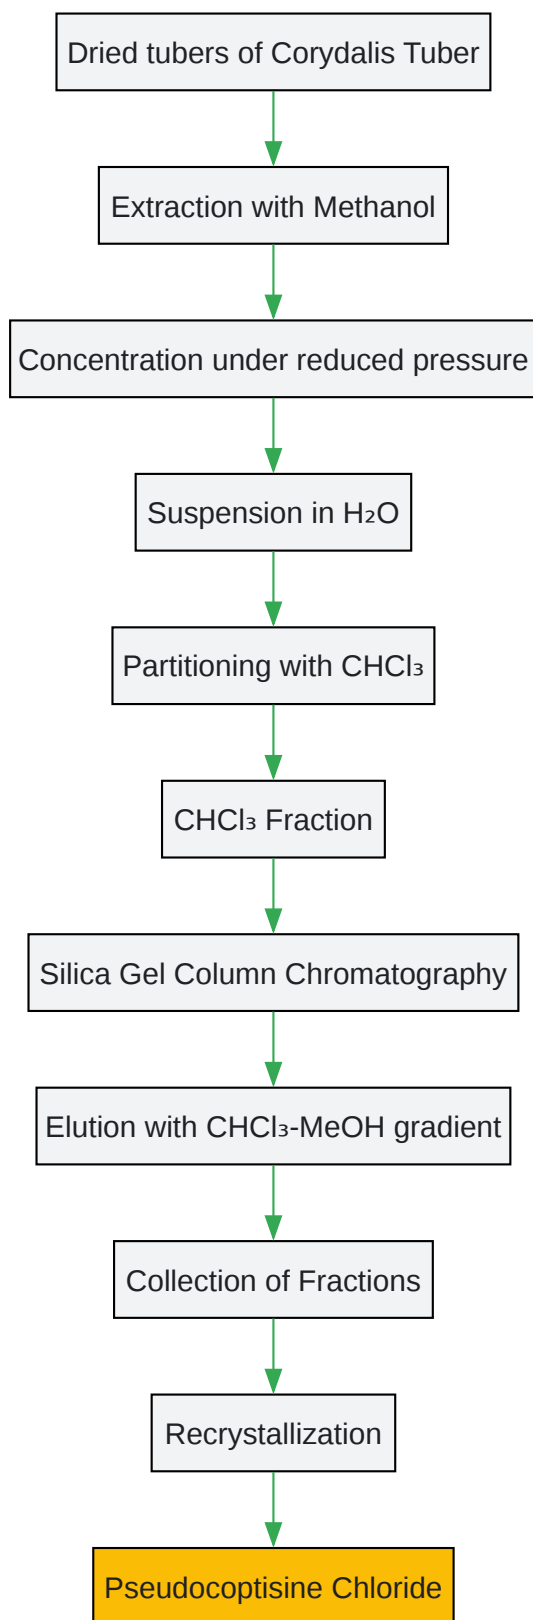 Dried tubers of Corydalis Tuber
Extraction with Methanol
Concentration under reduced pressure
Suspension in H₂O
Partitioning with CHCl₃
CHCl₃ Fraction
Silica Gel Column Chromatography
Elution with CHCl₃-MeOH gradient
Collection of Fractions
Recrystallization
Pseudocoptisine Chloride